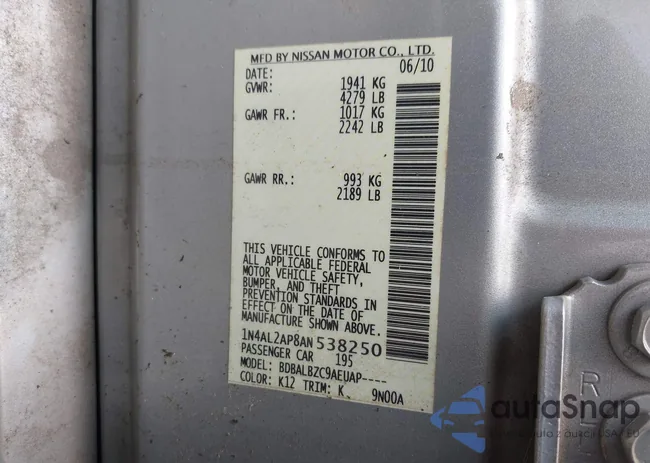 MFD BY NISSAN MOTOR CO., LTD.
DATE: 06/10
GVWR: 1941 KG
4279 LB
GAWR FR.: 1017 KG
2242 LB
GAWR RR.: 993 KG
2189 LB
THIS VEHICLE CONFORMS TO
ALL APPLICABLE FEDERAL
MOTOR VEHICLE SAFETY,
BUMPER, AND THEFT
PREVENTION STANDARDS IN
EFFECT ON THE DATE OF
MANUFACTURE SHOWN ABOVE.
1N4AL2AP8AN538250
PASSENGER CAR 195
MODEL: BDBALBZC9AEUAP----
COLOR: K12 TRIM: K 9N00A
R
autoSnap